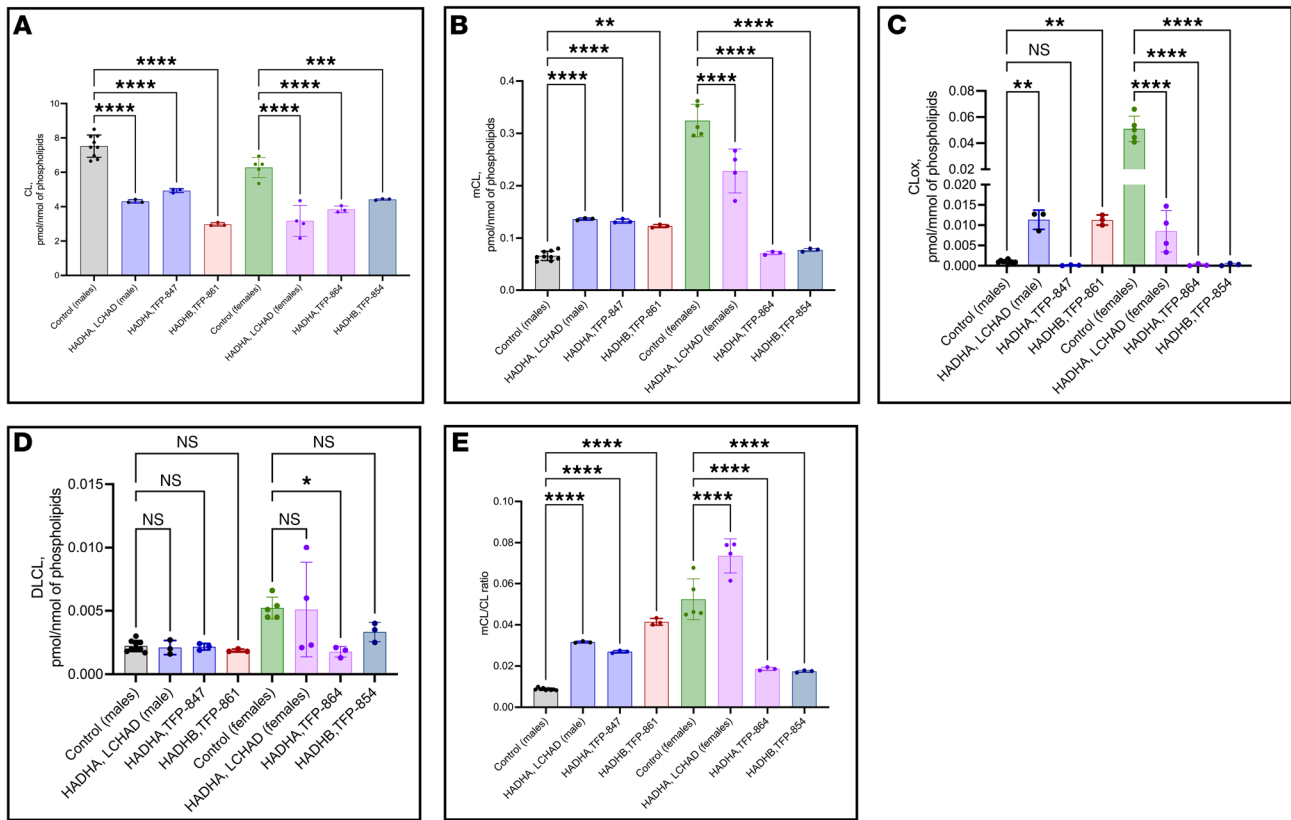 A
****
***
****
****
****
****
CL,
pmol/nmol of phospholipids
10
8
6
4
2
0
Control (males)
HADHA, LCHAD (male)
HADHA,TFP-847
HADHB,TFP-861
Control (females)
HADHA, LCHAD (females)
HADHA,TFP-864
HADHB,TFP-854
B
**
****
****
****
****
****
mCL,
pmol/nmol of phospholipids
0.4
0.3
0.2
0.1
0.0
Control (males)
HADHA, LCHAD (male)
HADHA,TFP-847
HADHB,TFP-861
Control (females)
HADHA, LCHAD (females)
HADHA,TFP-864
HADHB,TFP-854
C
**
****
NS
****
**
****
CLox,
pmol/nmol of phospholipids
0.08
0.06
0.04
0.02
0.020
0.015
0.010
0.005
0.000
Control (males)
HADHA, LCHAD (male)
HADHA,TFP-847
HADHB,TFP-861
Control (females)
HADHA, LCHAD (females)
HADHA,TFP-864
HADHB,TFP-854
D
NS
NS
NS
*
NS
NS
DLCL,
pmol/nmol of phospholipids
0.015
0.010
0.005
0.000
Control (males)
HADHA, LCHAD (male)
HADHA,TFP-847
HADHB,TFP-861
Control (females)
HADHA, LCHAD (females)
HADHA,TFP-864
HADHB,TFP-854
E
****
****
****
****
****
****
mCL/CL ratio
0.10
0.08
0.06
0.04
0.02
0.00
Control (males)
HADHA, LCHAD (male)
HADHA,TFP-847
HADHB,TFP-861
Control (females)
HADHA, LCHAD (females)
HADHA,TFP-864
HADHB,TFP-854